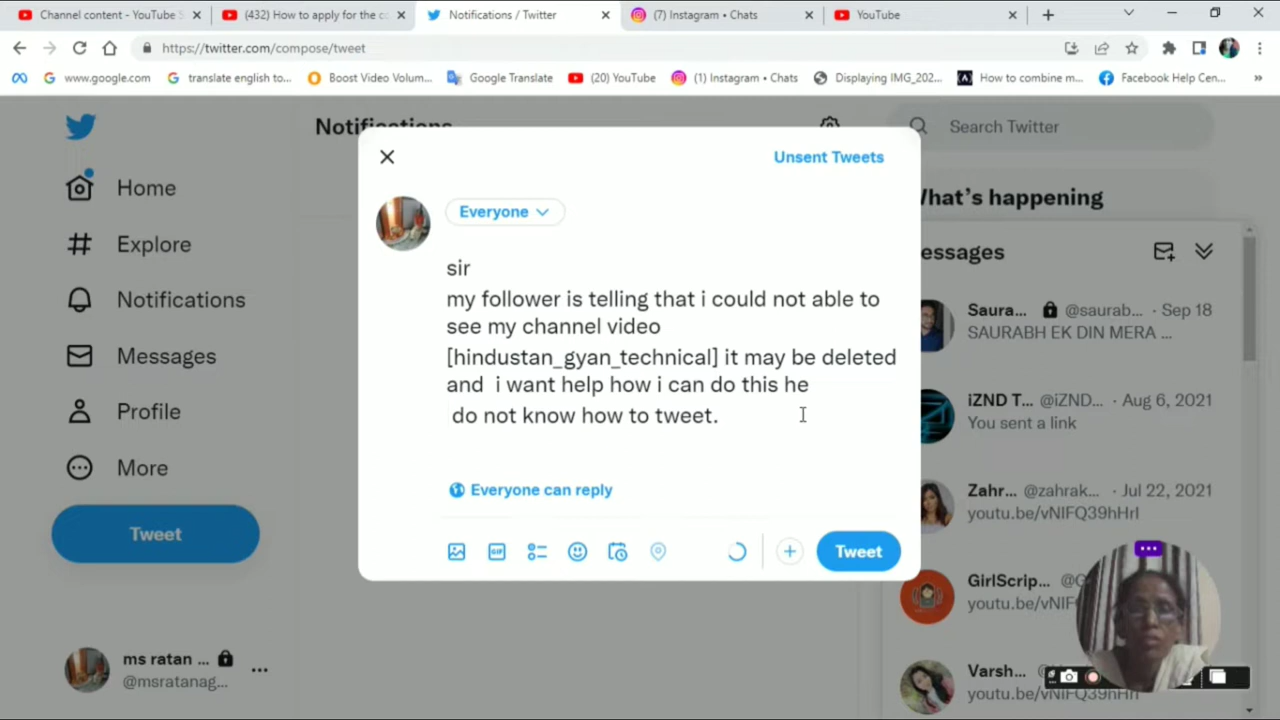 Channel content - YouTube S
(432) How to apply for the co
Notifications / Twitter
(7) Instagram • Chats
YouTube
https://twitter.com/compose/tweet
www.google.com
translate english to...
Boost Video Volum...
Google Translate
(20) YouTube
(1) Instagram • Chats
Displaying IMG_202...
How to combine m...
Facebook Help Cen...
Home
Explore
Notifications
Messages
Profile
More
Tweet
ms ratan ...
@msratanag...
Notifications
Unsent Tweets
Everyone
sir
my follower is telling that i could not able to
see my channel video
[hindustan_gyan_technical] it may be deleted
and i want help how i can do this he
do not know how to tweet.
Everyone can reply
GIF
Tweet
Search Twitter
What's happening
essages
Saura... @saurab... · Sep 18
SAURABH EK DIN MERA ...
iZND T... @iZND... · Aug 6, 2021
You sent a link
Zahr... @zahrak... · Jul 22, 2021
youtu.be/vNIFQ39hHrI
GirlScrip...
youtu.be/vNIF
Varsh...
youtu.be/vNIFQ39hHrI